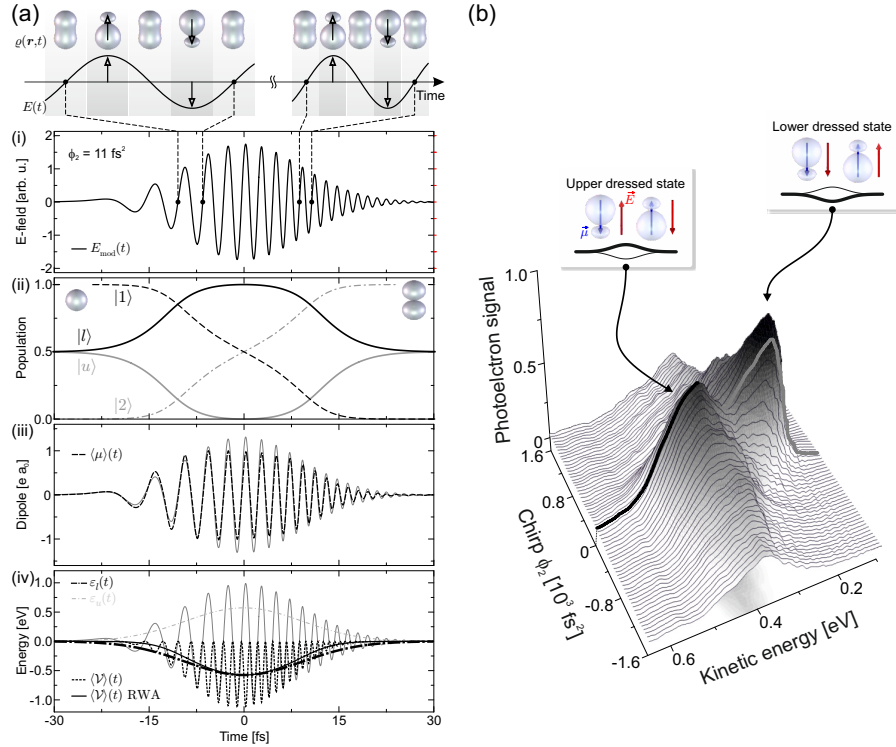 (a)
ϱ(r,t)
E(t)
Time
(i)
ϕ₂ = 11 fs²
E-field [arb. u.]
2
1
0
-1
-2
E_mod(t)
(ii)
Population
1.0
0.5
0.0
|1⟩
|l⟩
|u⟩
|2⟩
(iii)
Dipole [e a₀]
1
0
-1
⟨μ⟩(t)
(iv)
Energy [eV]
1.0
0.5
0.0
-0.5
-1.0
ε_l(t)
ε_u(t)
⟨V⟩(t)
⟨V⟩(t) RWA
-30 -15 0 15 30
Time [fs]
(b)
Lower dressed state
Upper dressed state
E
μ
Photoelctron signal
1.0
0.5
0
Chirp ϕ₂ [10³ fs²]
1.6
0.8
0
-0.8
-1.6
Kinetic energy [eV]
0.6
0.4
0.2